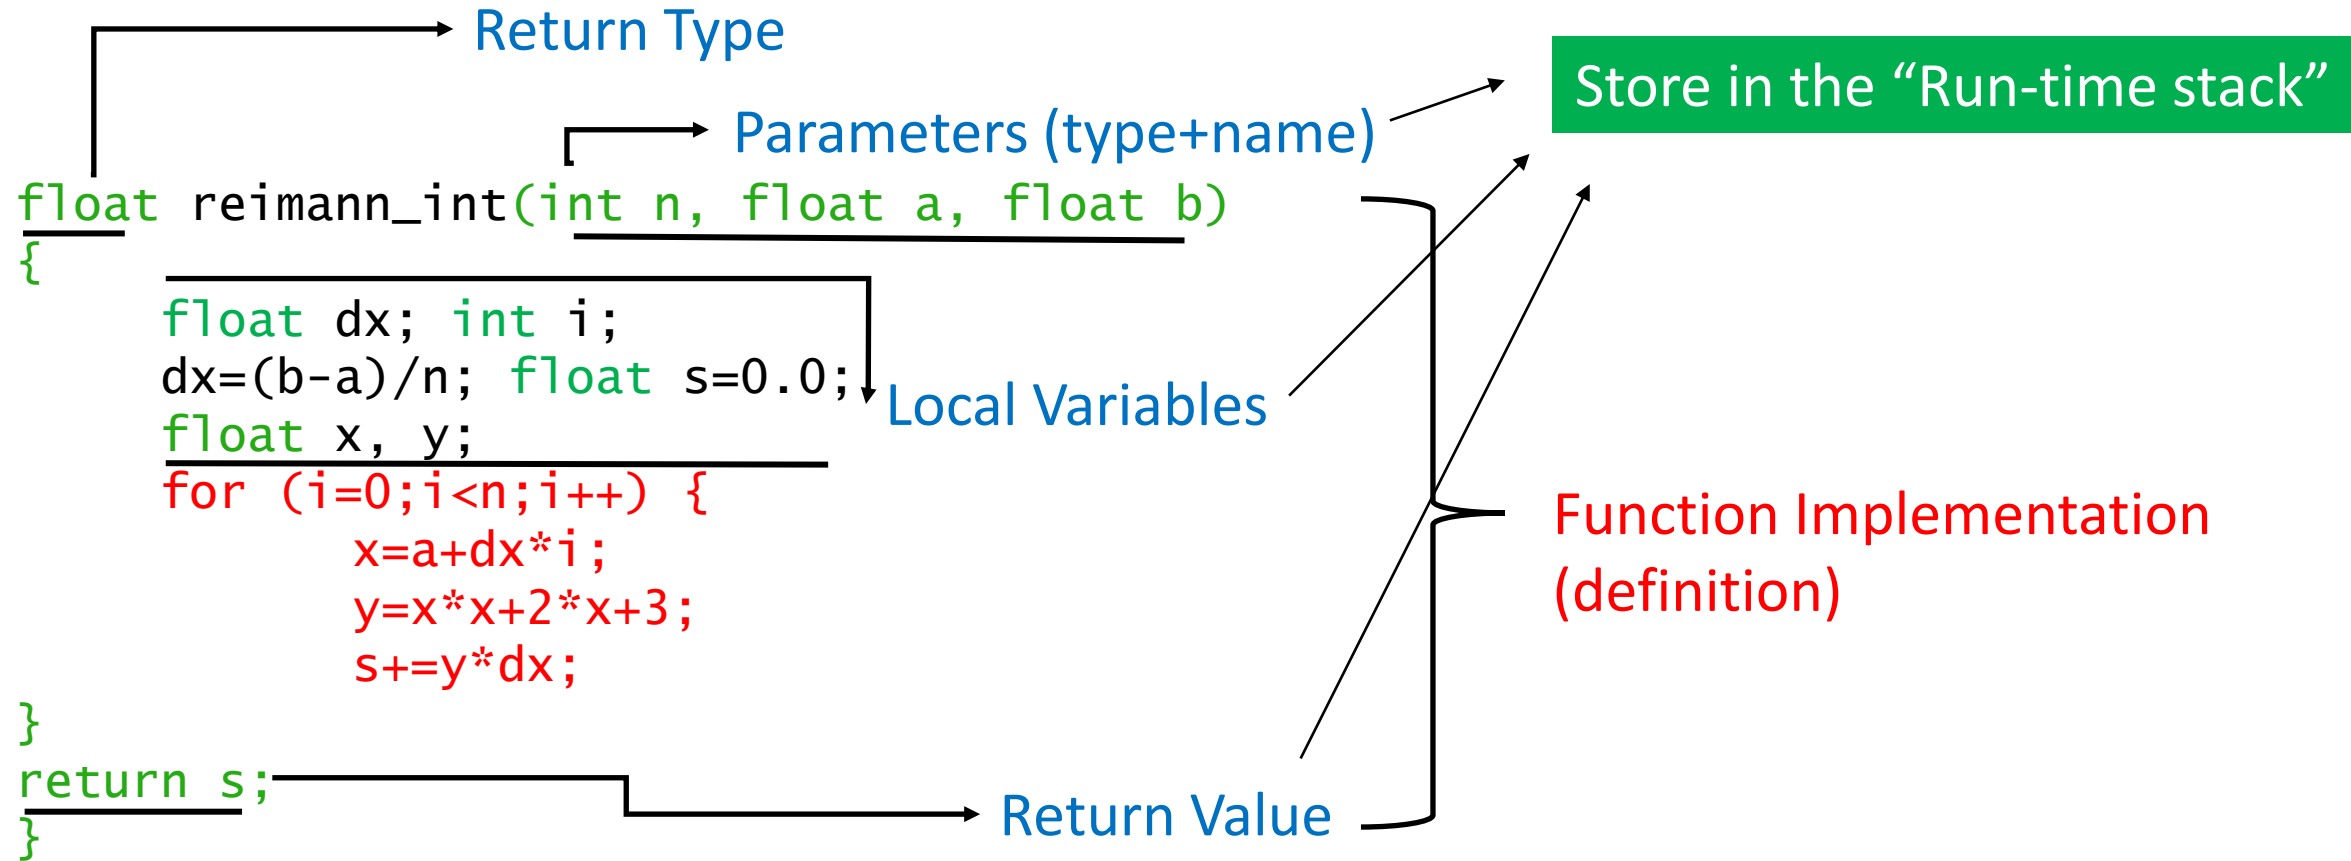 Return Type
Store in the “Run-time stack”
Parameters (type+name)
float reimann_int(int n, float a, float b)
{
float dx; int i;
dx=(b-a)/n; float s=0.0;
Local Variables
float x, y;
for (i=0;i<n;i++) {
x=a+dx*i;
y=x*x+2*x+3;
s+=y*dx;
Function Implementation
(definition)
}
return s;
Return Value
}